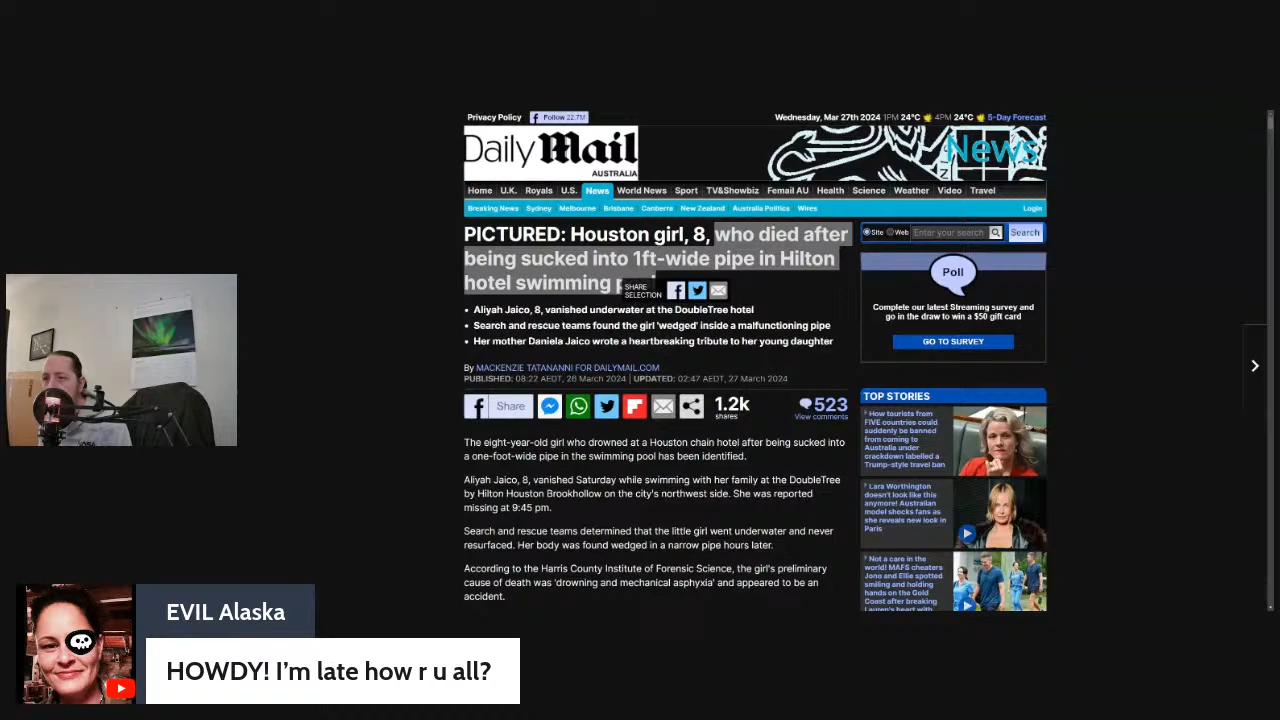 Privacy Policy
Follow 22.7M
Wednesday, Mar 27th 2024 1PM 24°C 4PM 24°C 5-Day Forecast
Daily Mail
AUSTRALIA
News
Home U.K. Royals U.S. News World News Sport TV&Showbiz Femail AU Health Science Weather Video Travel
Breaking News Sydney Melbourne Brisbane Canberra New Zealand Australia Politics Wires Login
PICTURED: Houston girl, 8, who died after
being sucked into 1ft-wide pipe in Hilton
hotel swimming
SHARE
SELECTION
• Aliyah Jaico, 8, vanished underwater at the DoubleTree hotel
• Search and rescue teams found the girl 'wedged' inside a malfunctioning pipe
• Her mother Daniela Jaico wrote a heartbreaking tribute to her young daughter
By MACKENZIE TATANANNI FOR DAILYMAIL.COM
PUBLISHED: 08:22 AEDT, 26 March 2024 | UPDATED: 02:47 AEDT, 27 March 2024
Share
1.2k
shares
523
View comments
The eight-year-old girl who drowned at a Houston chain hotel after being sucked into
a one-foot-wide pipe in the swimming pool has been identified.
Aliyah Jaico, 8, vanished Saturday while swimming with her family at the DoubleTree
by Hilton Houston Brookhollow on the city's northwest side. She was reported
missing at 9:45 pm.
Search and rescue teams determined that the little girl went underwater and never
resurfaced. Her body was found wedged in a narrow pipe hours later.
According to the Harris County Institute of Forensic Science, the girl's preliminary
cause of death was 'drowning and mechanical asphyxia' and appeared to be an
accident.
Site Web Enter your search Search
Poll
Complete our latest Streaming survey and
go in the draw to win a $50 gift card
GO TO SURVEY
TOP STORIES
How tourists from
FIVE countries could
suddenly be banned
from coming to
Australia under
crackdown labelled a
Trump-style travel ban
Lara Worthington
doesn't look like this
anymore! Australian
model shocks fans as
she reveals new look in
Paris
Not a care in the
world! MAFS cheaters
Jono and Ellie spotted
smiling and holding
hands on the Gold
Coast after breaking
Lauren's heart with
EVIL Alaska
HOWDY! I'm late how r u all?